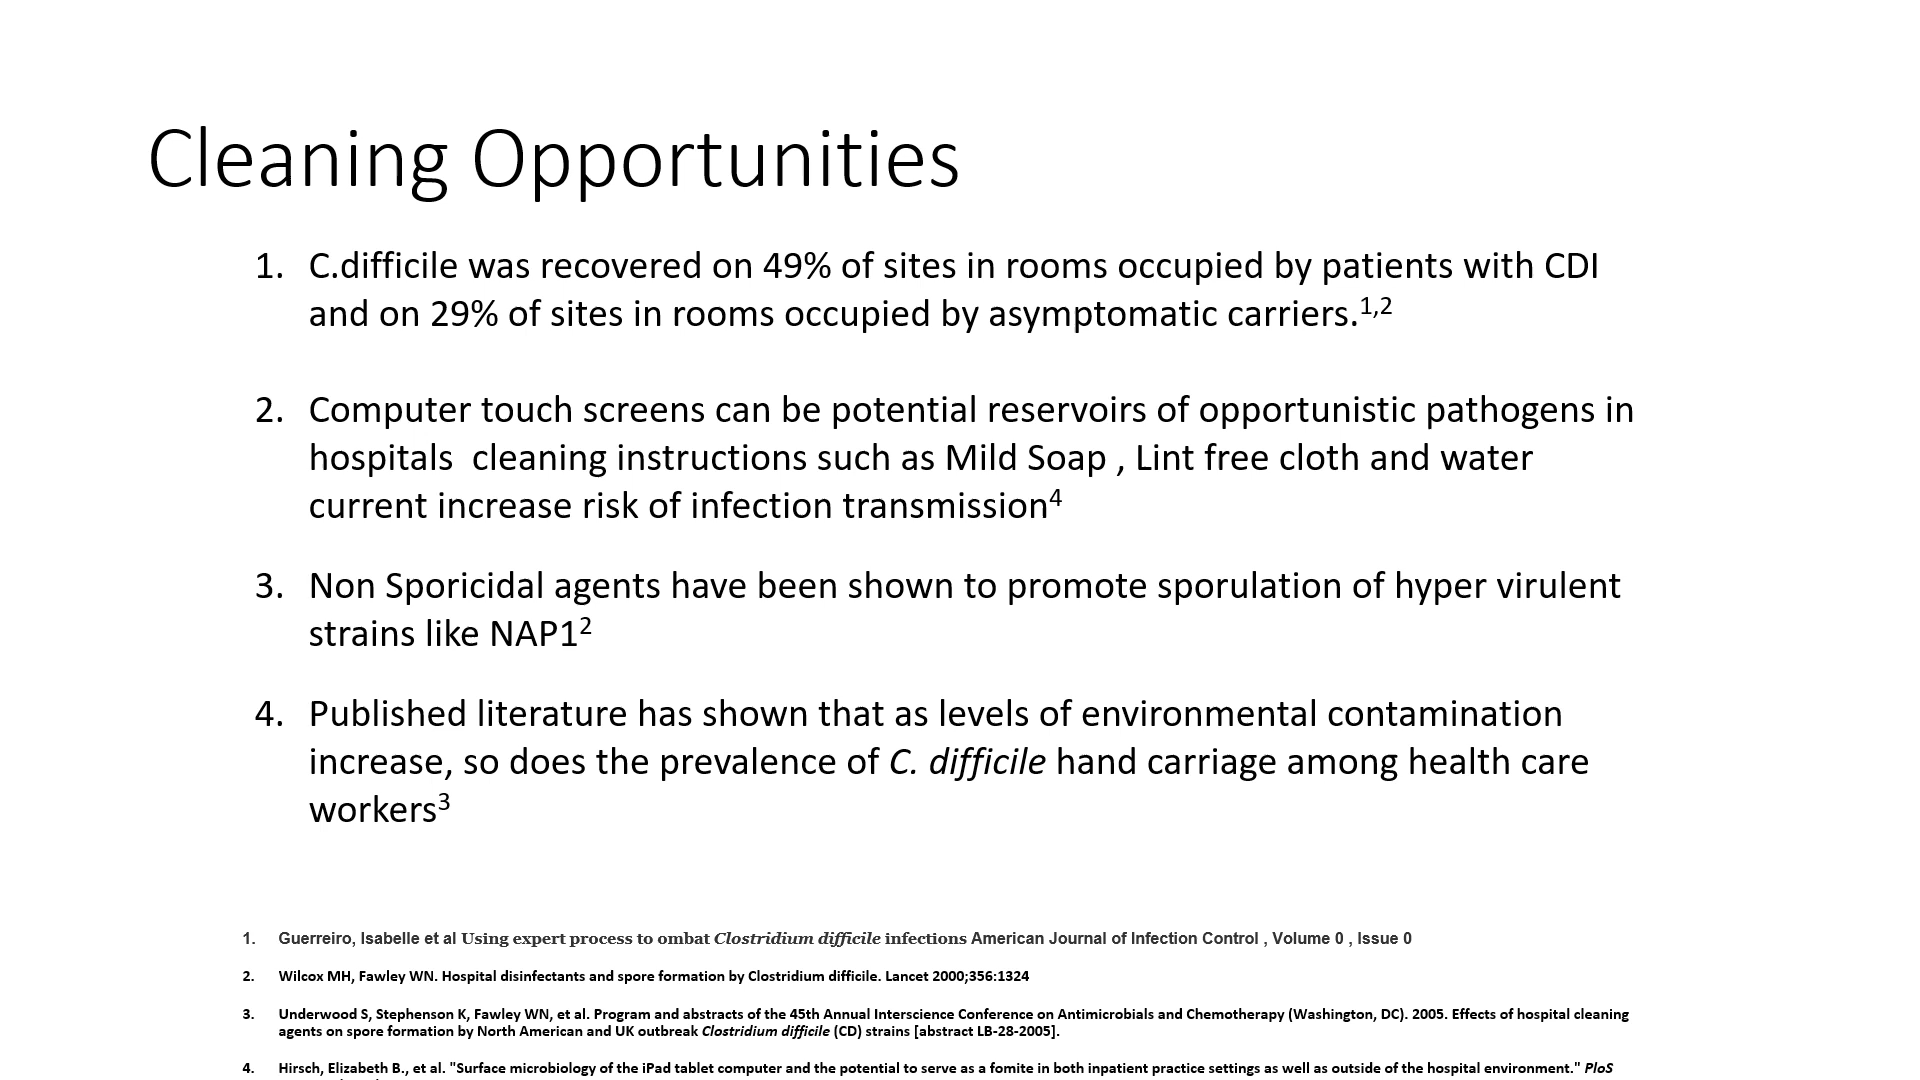 Cleaning Opportunities
1. C.difficile was recovered on 49% of sites in rooms occupied by patients with CDI
and on 29% of sites in rooms occupied by asymptomatic carriers.1,2
2. Computer touch screens can be potential reservoirs of opportunistic pathogens in
hospitals  cleaning instructions such as Mild Soap , Lint free cloth and water
current increase risk of infection transmission4
3. Non Sporicidal agents have been shown to promote sporulation of hyper virulent
strains like NAP12
4. Published literature has shown that as levels of environmental contamination
increase, so does the prevalence of C. difficile hand carriage among health care
workers3
1. Guerreiro, Isabelle et al Using expert process to ombat Clostridium difficile infections American Journal of Infection Control , Volume 0 , Issue 0
2. Wilcox MH, Fawley WN. Hospital disinfectants and spore formation by Clostridium difficile. Lancet 2000;356:1324
3. Underwood S, Stephenson K, Fawley WN, et al. Program and abstracts of the 45th Annual Interscience Conference on Antimicrobials and Chemotherapy (Washington, DC). 2005. Effects of hospital cleaning
agents on spore formation by North American and UK outbreak Clostridium difficile (CD) strains [abstract LB-28-2005].
4. Hirsch, Elizabeth B., et al. "Surface microbiology of the iPad tablet computer and the potential to serve as a fomite in both inpatient practice settings as well as outside of the hospital environment." PloS